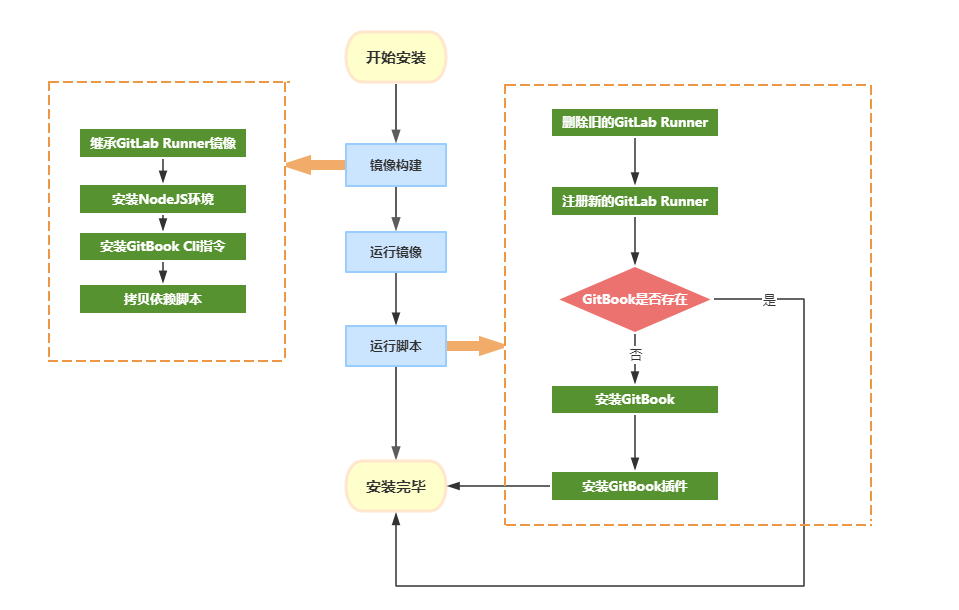 开始安装
镜像构建
运行镜像
运行脚本
安装完毕
继承GitLab Runner镜像
安装NodeJS环境
安装GitBook Cli指令
拷贝依赖脚本
删除旧的GitLab Runner
注册新的GitLab Runner
GitBook是否存在
是
否
安装GitBook
安装GitBook插件